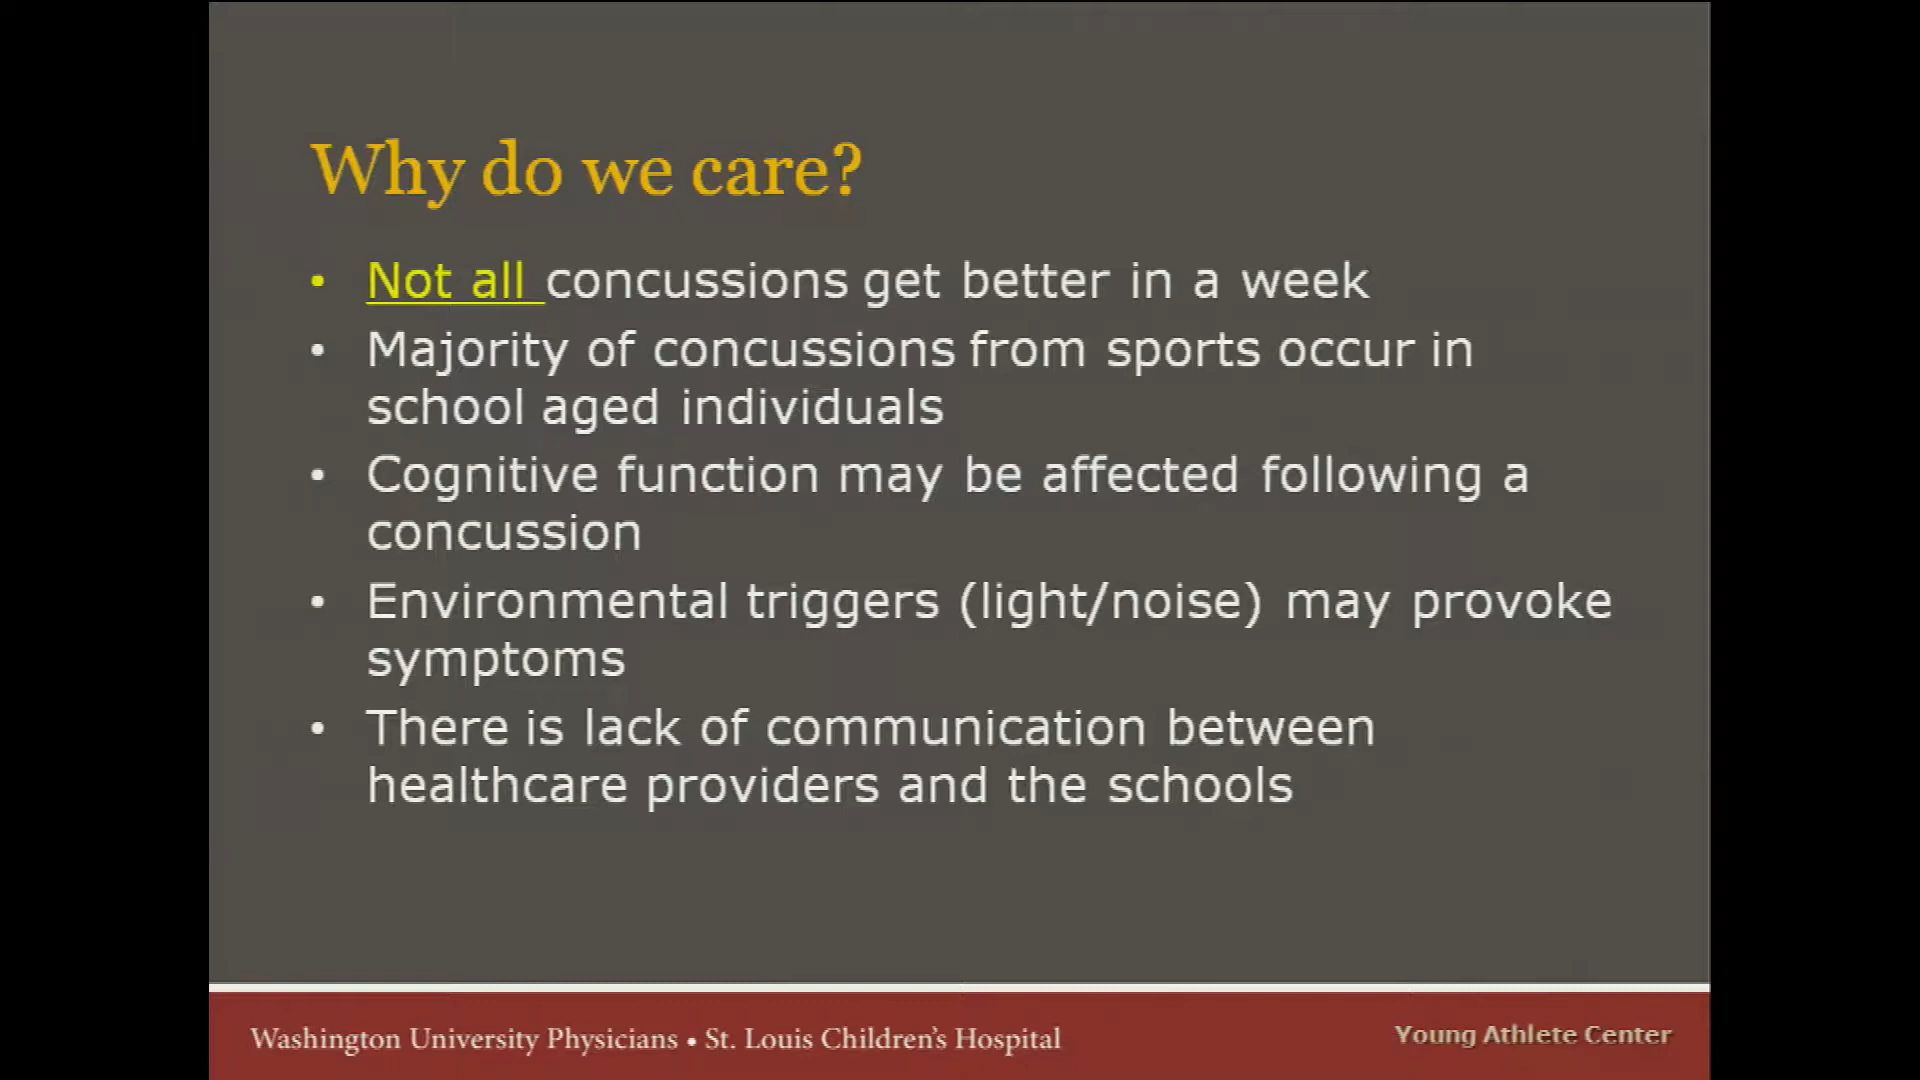 Why do we care?
• Not all concussions get better in a week
• Majority of concussions from sports occur in
school aged individuals
• Cognitive function may be affected following a
concussion
• Environmental triggers (light/noise) may provoke
symptoms
• There is lack of communication between
healthcare providers and the schools
Washington University Physicians • St. Louis Children's Hospital
Young Athlete Center